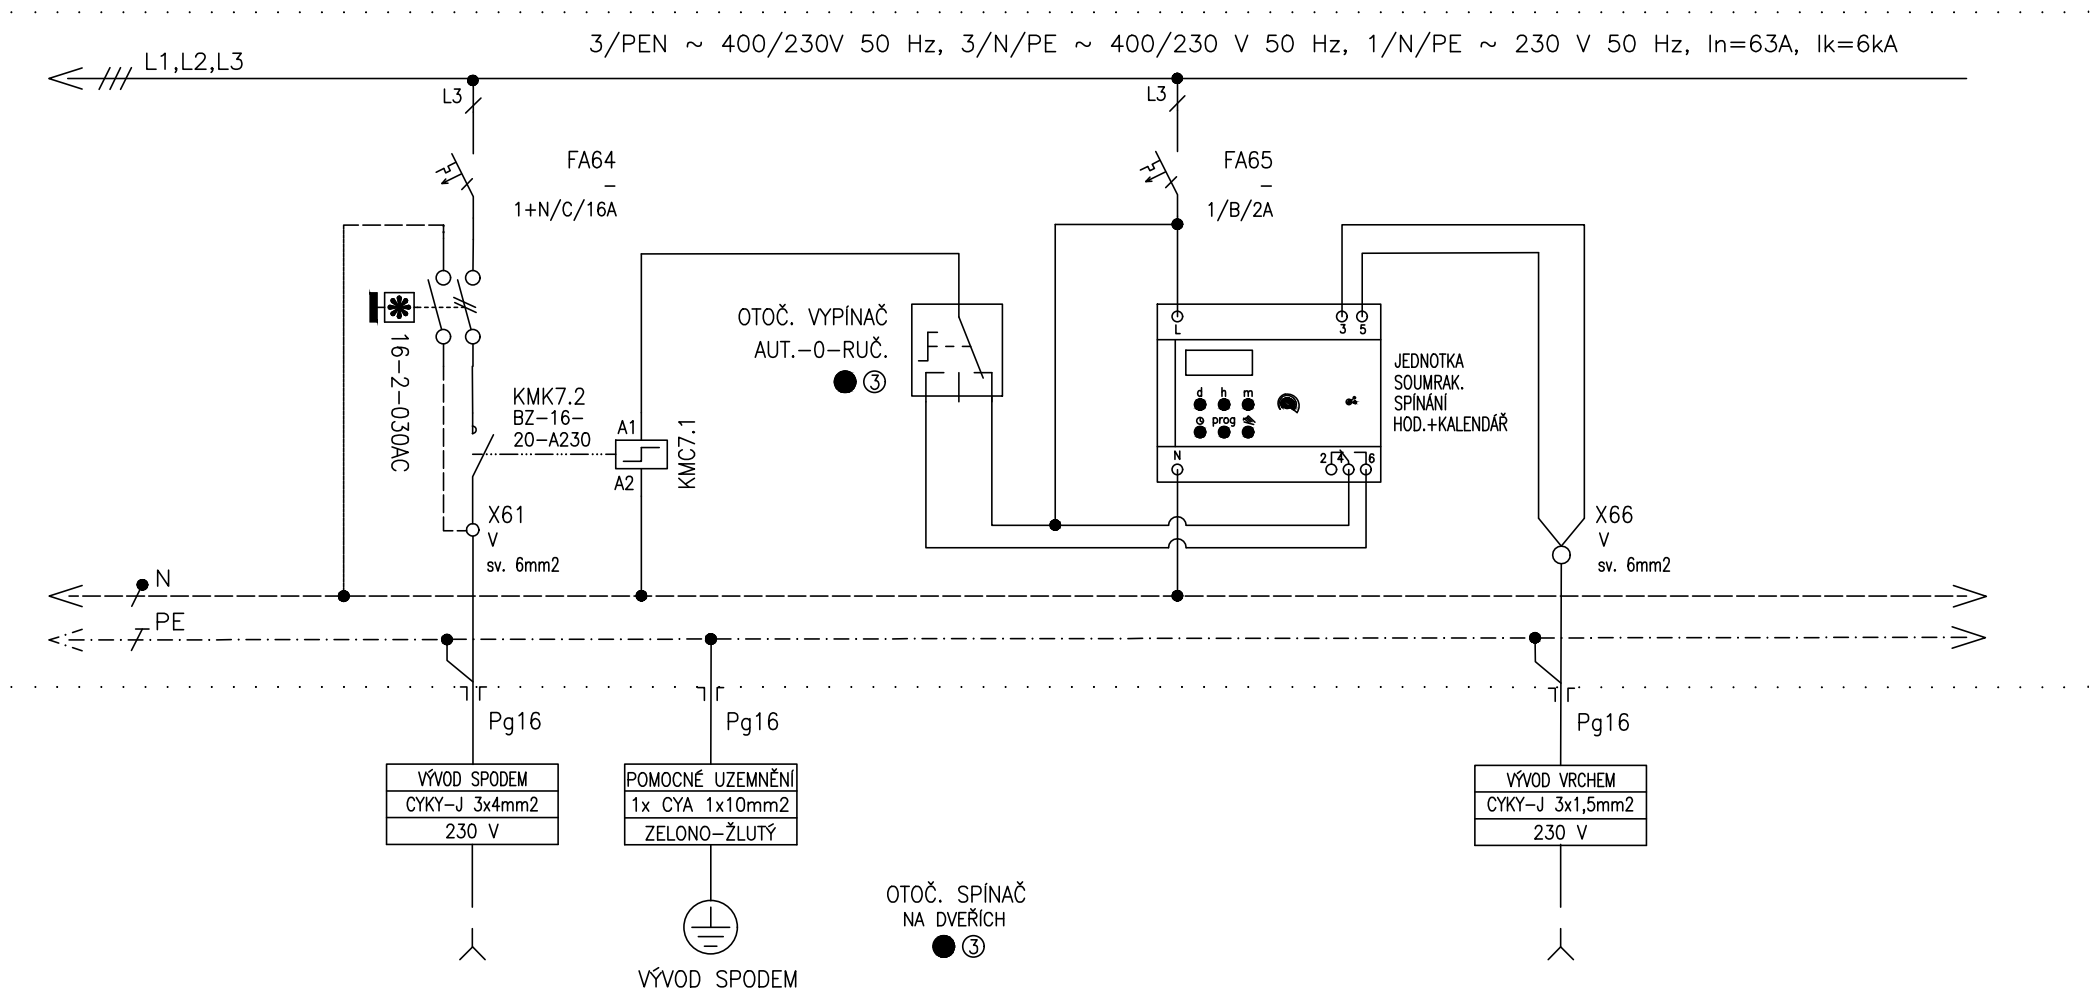 3/PEN ~ 400/230V 50 Hz, 3/N/PE ~ 400/230 V 50 Hz, 1/N/PE ~ 230 V 50 Hz, In=63A, Ik=6kA
L1,L2,L3
L3
L3
FA64
–
1+N/C/16A
FA65
–
1/B/2A
16-2-030AC
KMK7.2
BZ-16-
20-A230
A1
A2
KMC7.1
OTOČ. VYPÍNAČ
AUT.-0-RUČ.
3
L
3
5
d h m
prog
N
2 4 6
JEDNOTKA
SOUMRAK.
SPÍNÁNÍ
HOD.+KALENDÁŘ
X61
V
sv. 6mm2
X66
V
sv. 6mm2
N
PE
Pg16
Pg16
Pg16
VÝVOD SPODEM
CYKY-J 3x4mm2
230 V
POMOCNÉ UZEMNĚNÍ
1x CYA 1x10mm2
ZELONO-ŽLUTÝ
VÝVOD VRCHEM
CYKY-J 3x1,5mm2
230 V
OTOČ. SPÍNAČ
NA DVEŘÍCH
3
VÝVOD SPODEM